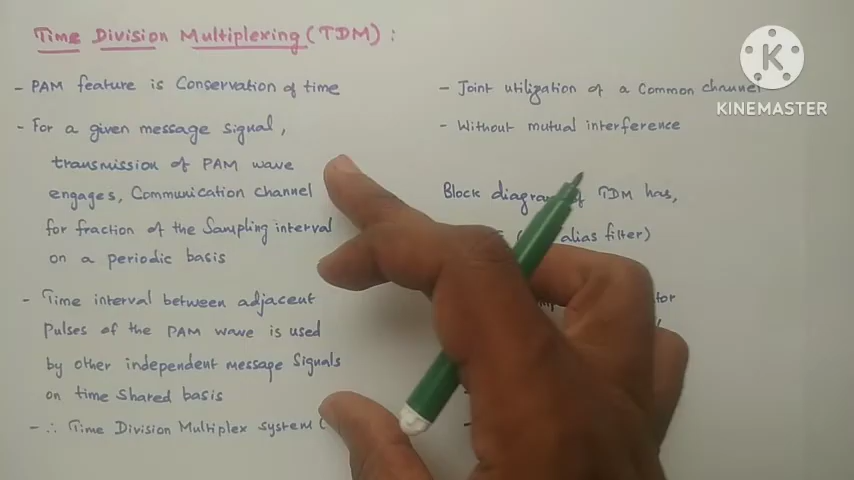 Time Division Multiplexing (TDM) :
- PAM feature is Conservation of time
- For a given message signal,
transmission of PAM wave
engages, Communication channel
for fraction of the Sampling interval
on a periodic basis
- Time interval between adjacent
Pulses of the PAM wave is used
by other independent message signals
on time shared basis
- ∴ Time Division Multiplex system (
- Joint utilization of a Common channel
- Without mutual interference
Block diagram of TDM has,
alias filter)
K
KINEMASTER